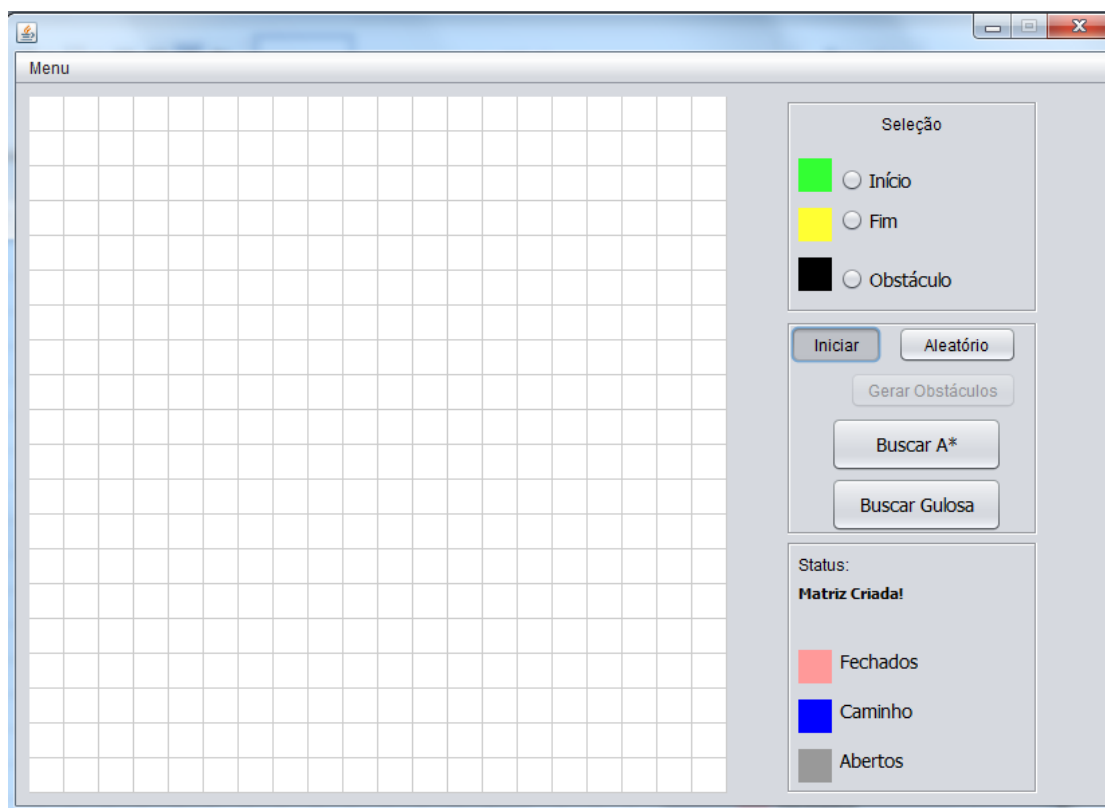 Menu
Seleção
Início
Fim
Obstáculo
Iniciar Aleatório
Gerar Obstáculos
Buscar A*
Buscar Gulosa
Status:
Matriz Criada!
Fechados
Caminho
Abertos